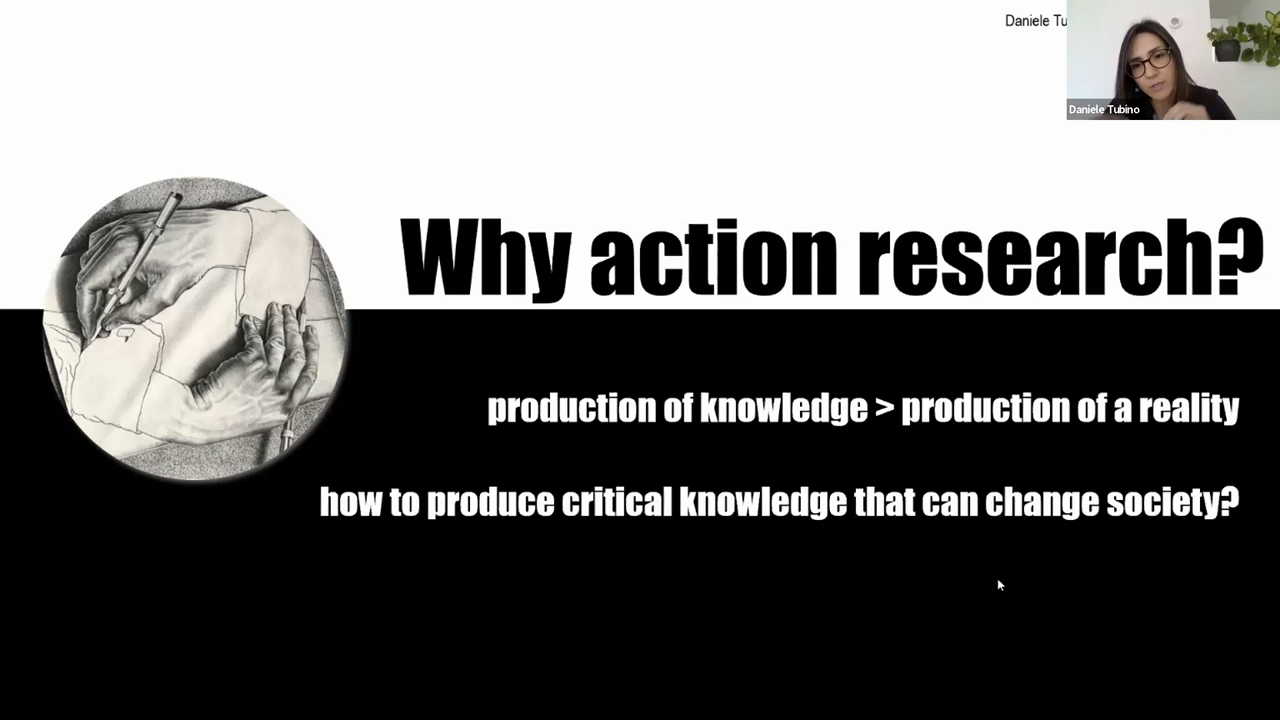 Daniele Tu
Daniele Tubino
Why action research?
production of knowledge > production of a reality
how to produce critical knowledge that can change society?